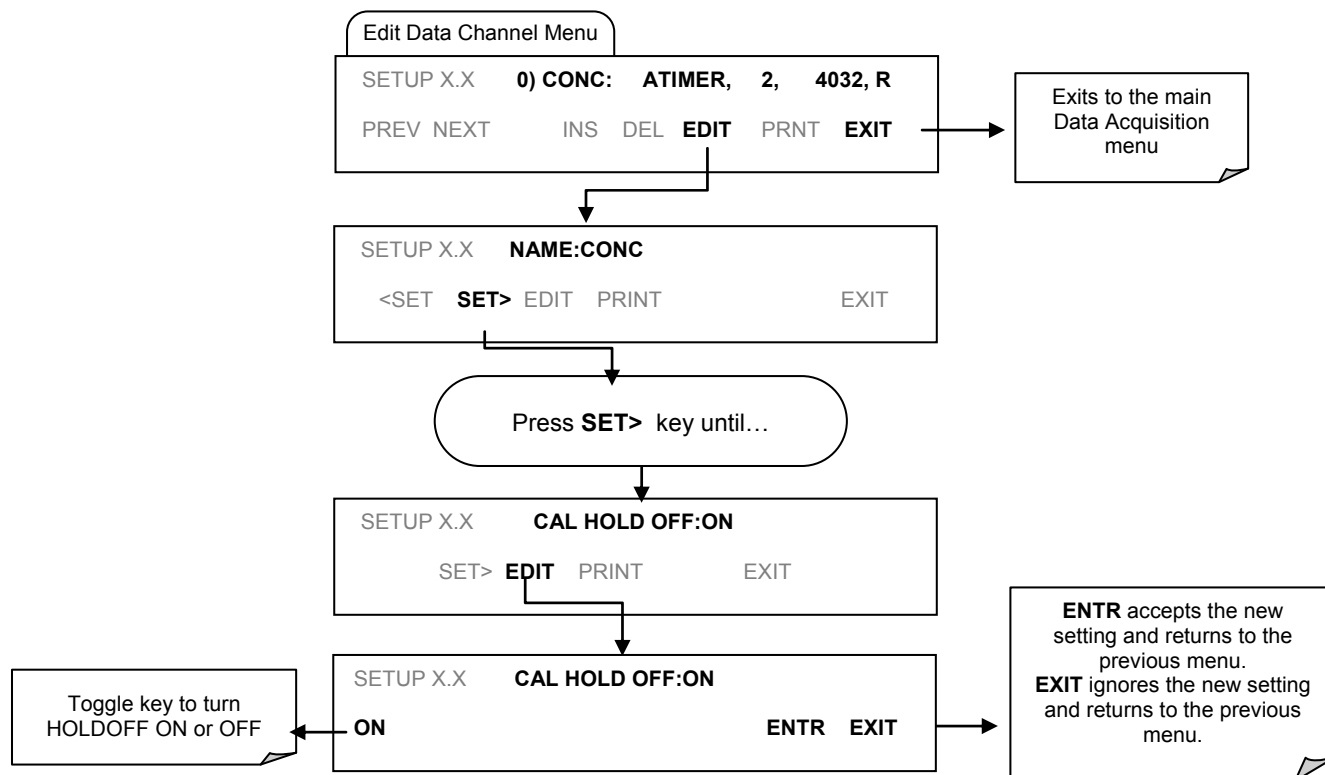 Edit Data Channel Menu
SETUP X.X 0) CONC: ATIMER, 2, 4032, R
PREV NEXT INS DEL EDIT PRNT EXIT
Exits to the main
Data Acquisition
menu
SETUP X.X NAME:CONC
<SET SET> EDIT PRINT EXIT
Press SET> key until…
SETUP X.X CAL HOLD OFF:ON
SET> EDIT PRINT EXIT
SETUP X.X CAL HOLD OFF:ON
ON ENTR EXIT
Toggle key to turn
HOLDOFF ON or OFF
ENTR accepts the new
setting and returns to the
previous menu.
EXIT ignores the new setting
and returns to the previous
menu.